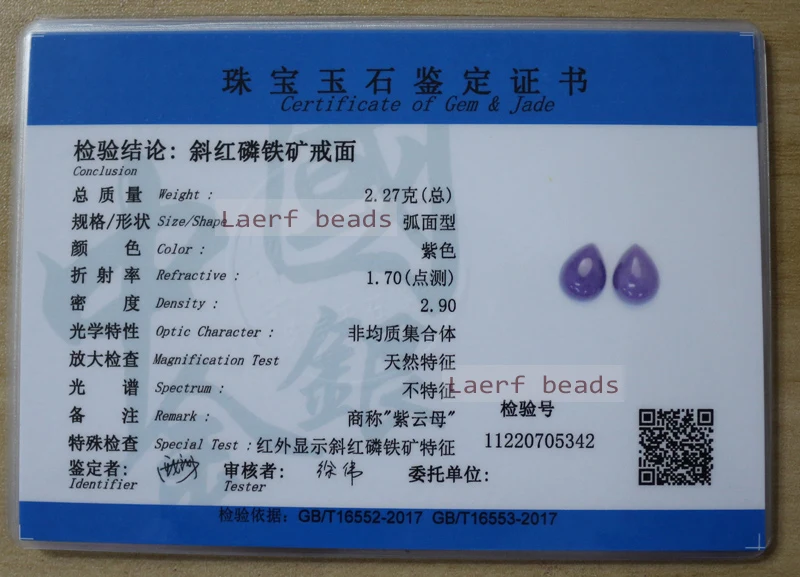 珠宝玉石鉴定证书
Certificate of Gem & Jade
检验结论: 斜红磷铁矿戒面
Conclusion
总质量 Weight : 2.27克(总)
规格/形状 Size/Shape : 弧面型
Laerf beads
颜色 Color : 紫色
折射率 Refractive : 1.70(点测)
密度 Density : 2.90
光学特性 Optic Character : 非均质集合体
放大检查 Magnification Test 天然特征
光谱 Spectrum : 不特征
Laerf beads
备注 Remark : 商称"紫云母"
检验号
特殊检查 Special Test : 红外显示斜红磷铁矿特征
11220705342
鉴定者: 审核者: 徐伟 委托单位:
Identifier Tester
检验依据: GB/T16552-2017 GB/T16553-2017